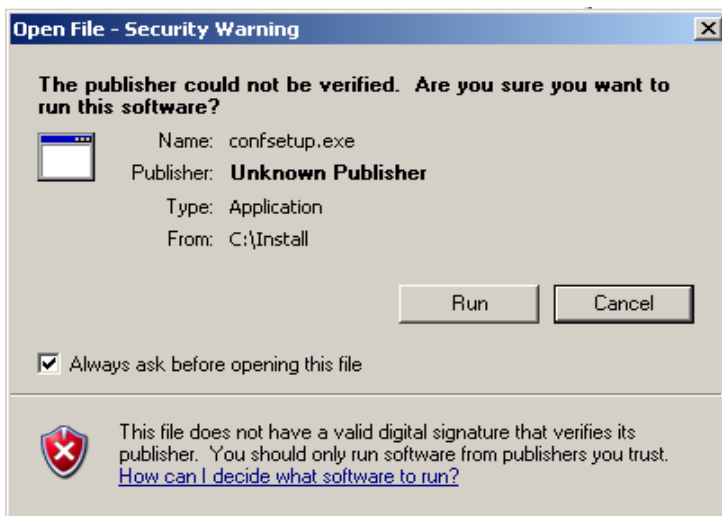 Open File - Security Warning
The publisher could not be verified.  Are you sure you want to
run this software?
Name: confsetup.exe
Publisher: Unknown Publisher
Type: Application
From: C:\Install
Run Cancel
Always ask before opening this file
This file does not have a valid digital signature that verifies its
publisher.  You should only run software from publishers you trust.
How can I decide what software to run?